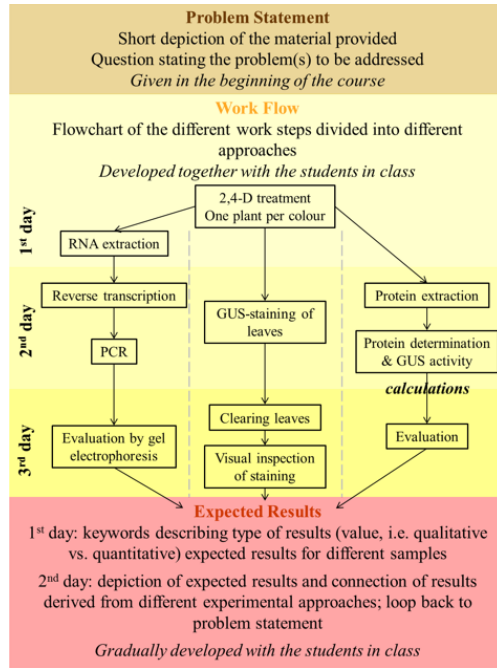 Problem Statement
Short depiction of the material provided
Question stating the problem(s) to be addressed
Given in the beginning of the course
Work Flow
Flowchart of the different work steps divided into different
approaches
Developed together with the students in class
1st day
2,4-D treatment
One plant per colour
RNA extraction
2nd day
Reverse transcription
PCR
GUS-staining of
leaves
Protein extraction
Protein determination
& GUS activity
calculations
3rd day
Evaluation by gel
electrophoresis
Clearing leaves
Visual inspection
of staining
Evaluation
Expected Results
1st day: keywords describing type of results (value, i.e. qualitative
vs. quantitative) expected results for different samples
2nd day: depiction of expected results and connection of results
derived from different experimental approaches; loop back to
problem statement
Gradually developed with the students in class